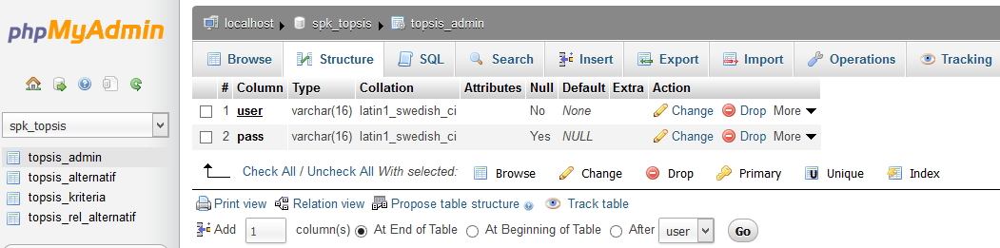 phpMyAdmin
spk_topsis
topsis_admin
topsis_alternatif
topsis_kriteria
topsis_rel_alternatif
localhost spk_topsis topsis_admin
Browse Structure SQL Search Insert Export Import Operations Tracking
# Column Type Collation Attributes Null Default Extra Action
1 user varchar(16) latin1_swedish_ci No None Change Drop More
2 pass varchar(16) latin1_swedish_ci Yes NULL Change Drop More
Check All / Uncheck All With selected: Browse Change Drop Primary Unique Index
Print view Relation view Propose table structure Track table
Add 1 column(s) At End of Table At Beginning of Table After user Go